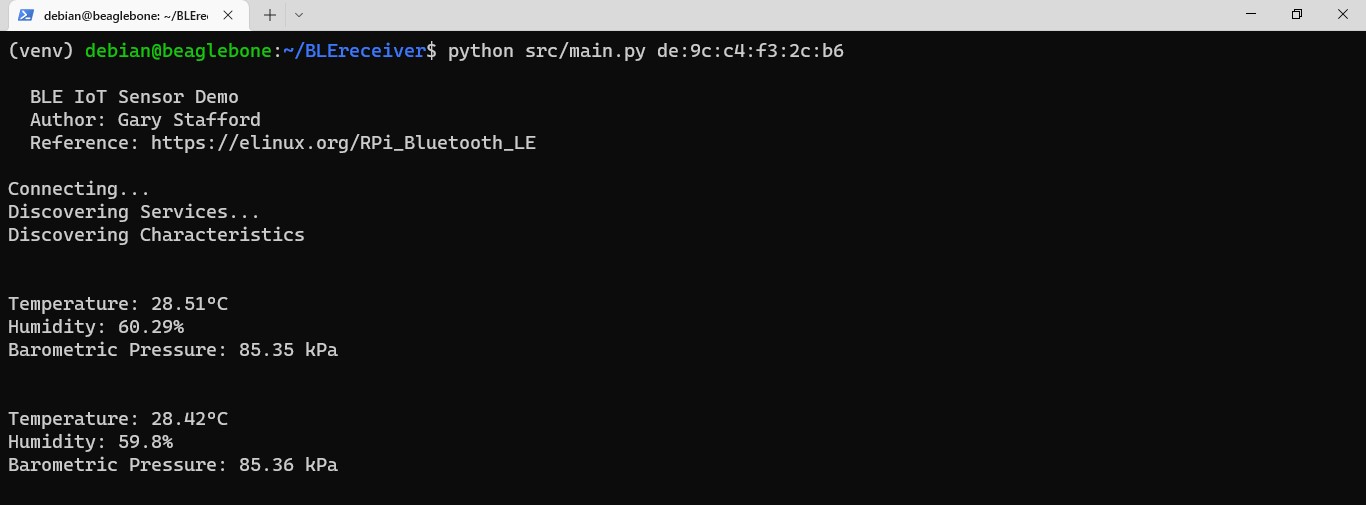 debian@beaglebone: ~/BLEre
(venv) debian@beaglebone:~/BLEreceiver$ python src/main.py de:9c:c4:f3:2c:b6
BLE IoT Sensor Demo
Author: Gary Stafford
Reference: https://elinux.org/RPi_Bluetooth_LE
Connecting...
Discovering Services...
Discovering Characteristics
Temperature: 28.51°C
Humidity: 60.29%
Barometric Pressure: 85.35 kPa
Temperature: 28.42°C
Humidity: 59.8%
Barometric Pressure: 85.36 kPa